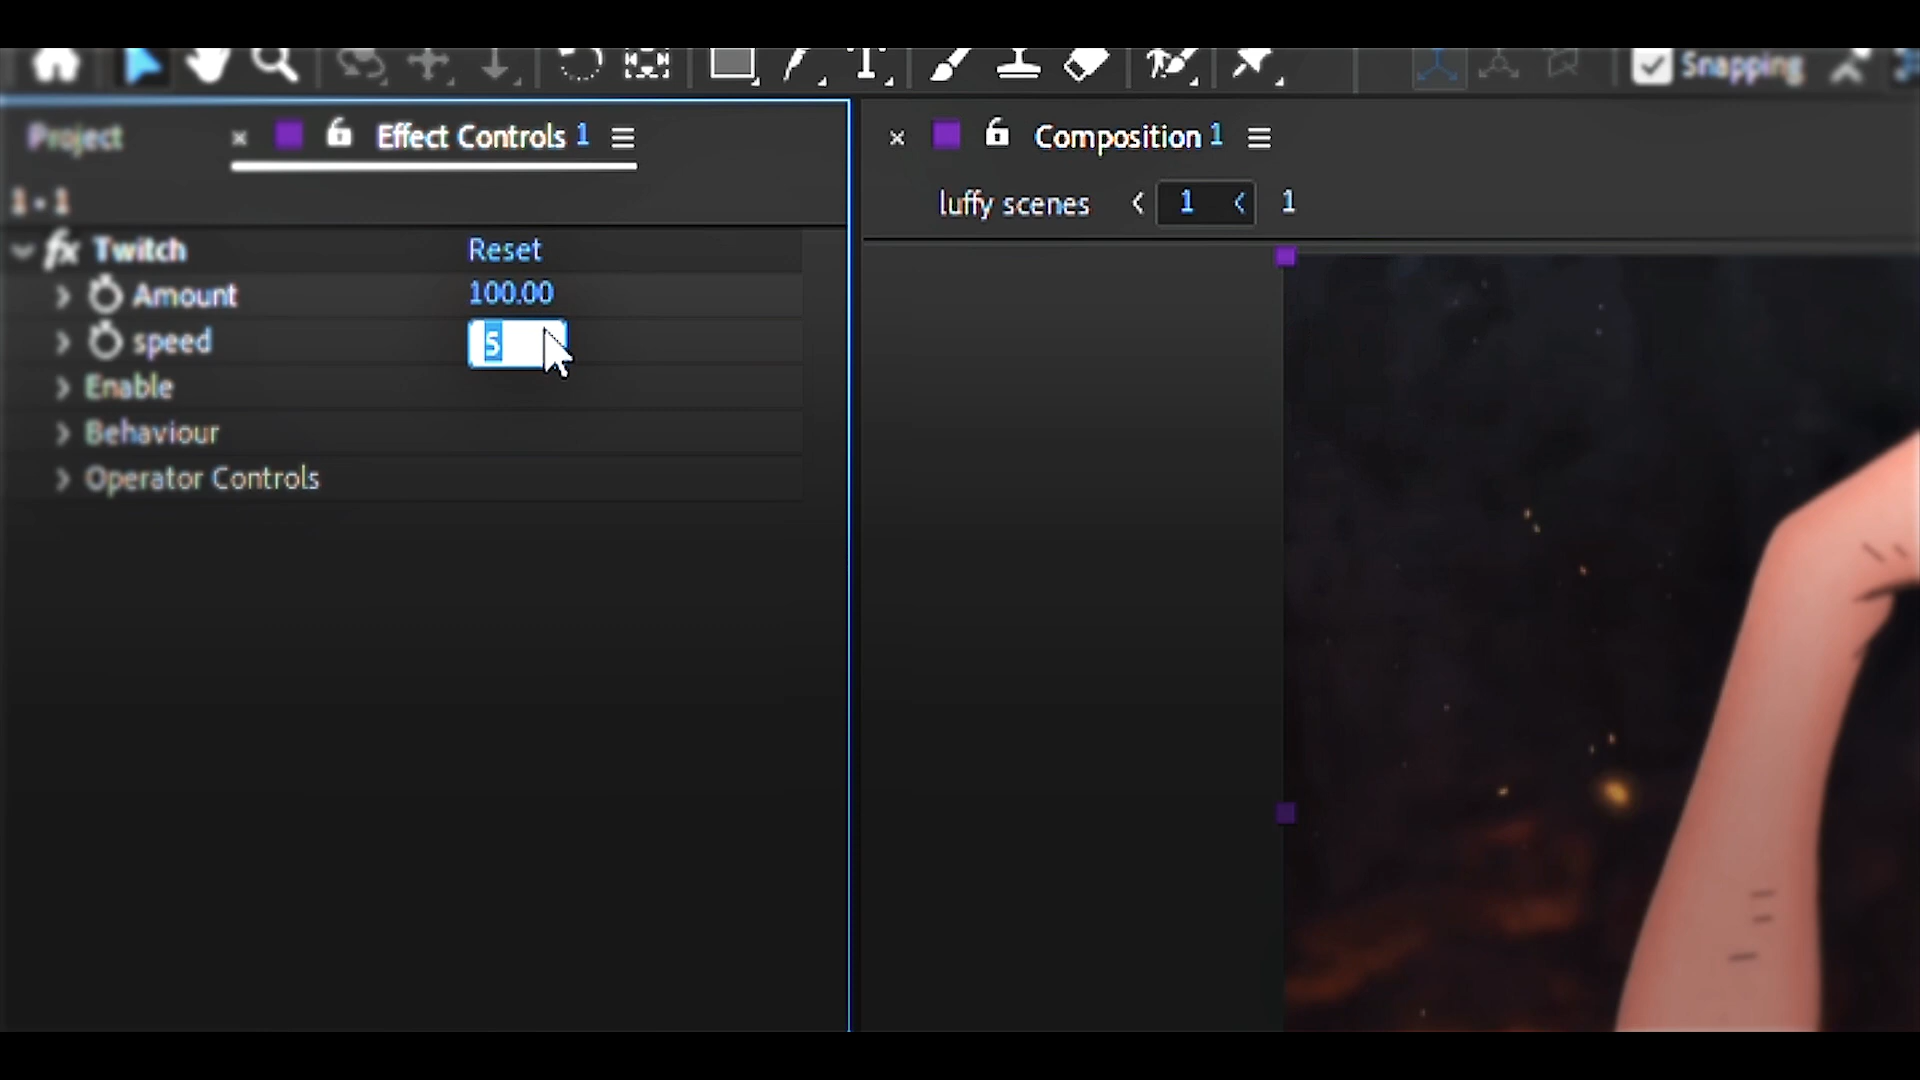 Snapping
Project × Effect Controls 1
Composition 1
1 • 1
luffy scenes < 1 < 1
fx Twitch Reset
Amount 100.00
speed 5
Enable
Behaviour
Operator Controls